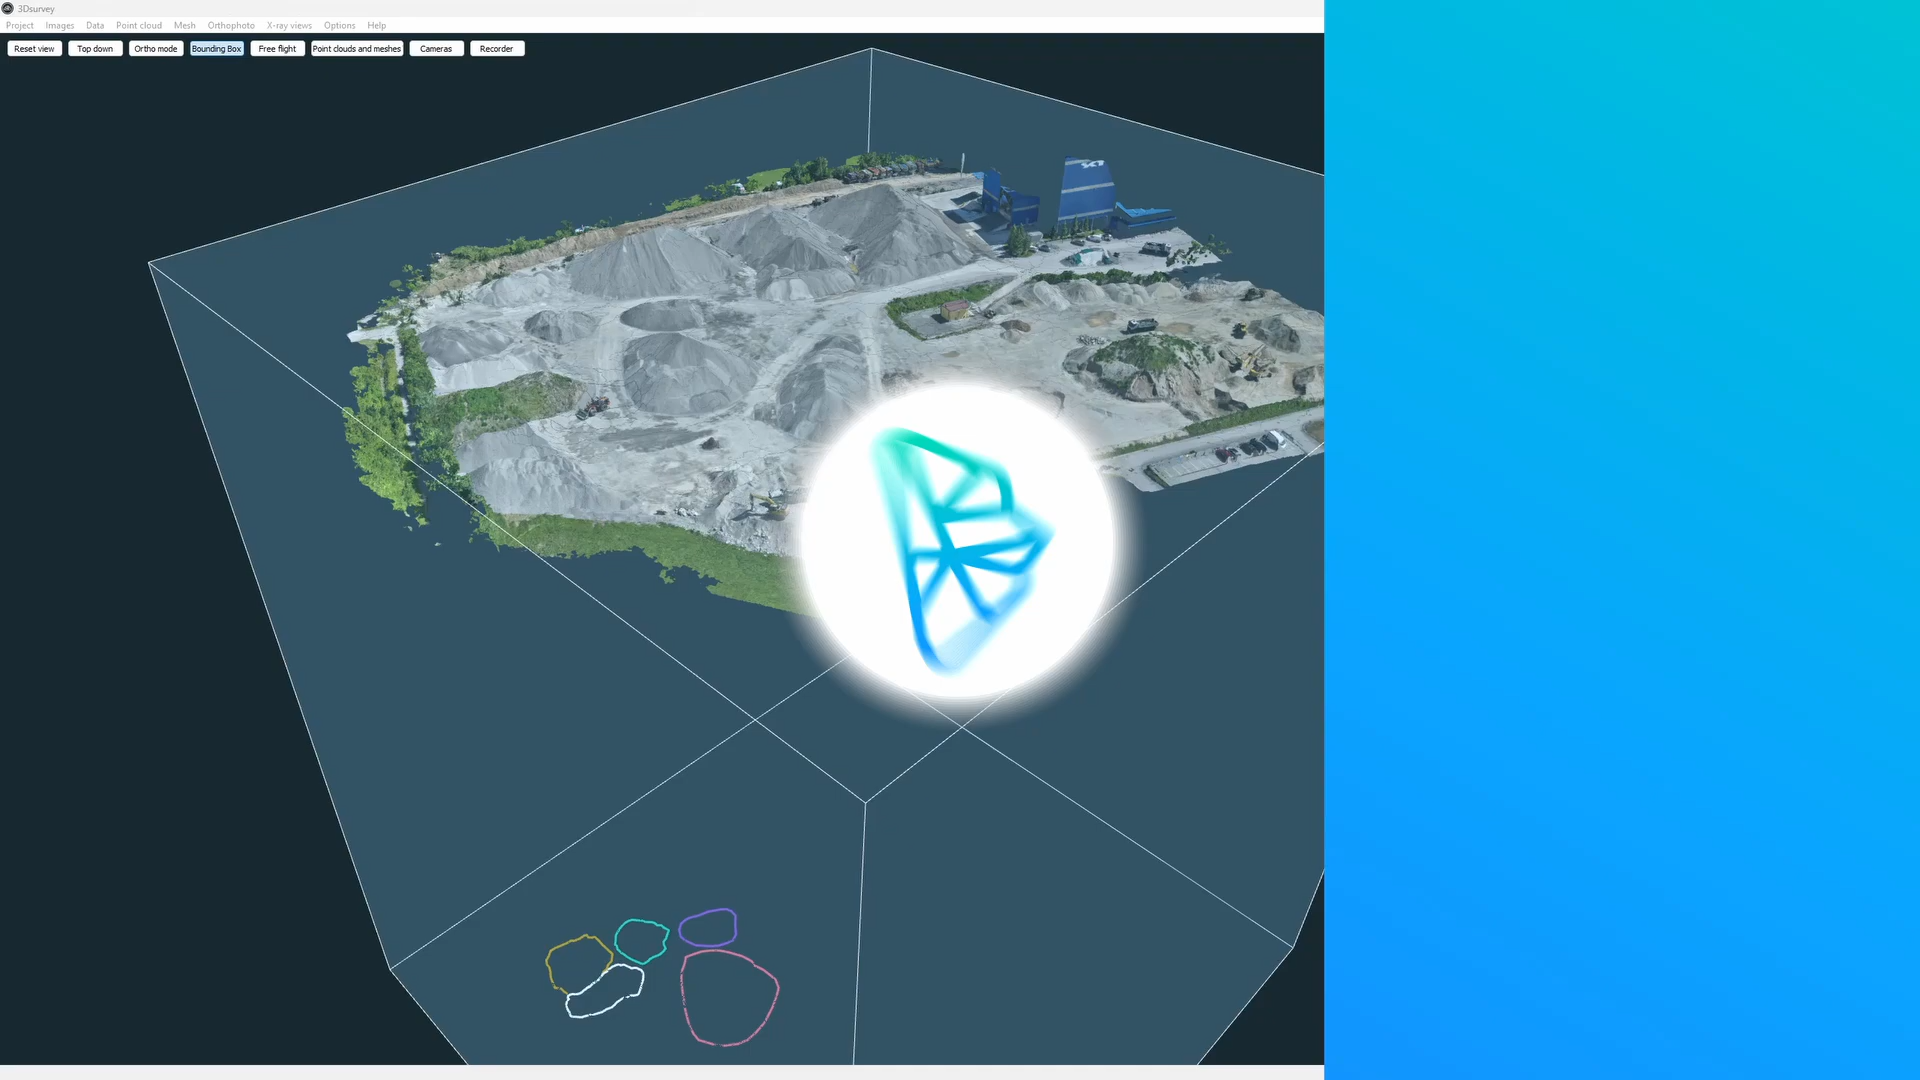 3Dsurvey
Project Images Data Point cloud Mesh Orthophoto X-ray views Options Help
Reset view Top down Ortho mode Bounding Box Free flight Point clouds and meshes Cameras Recorder